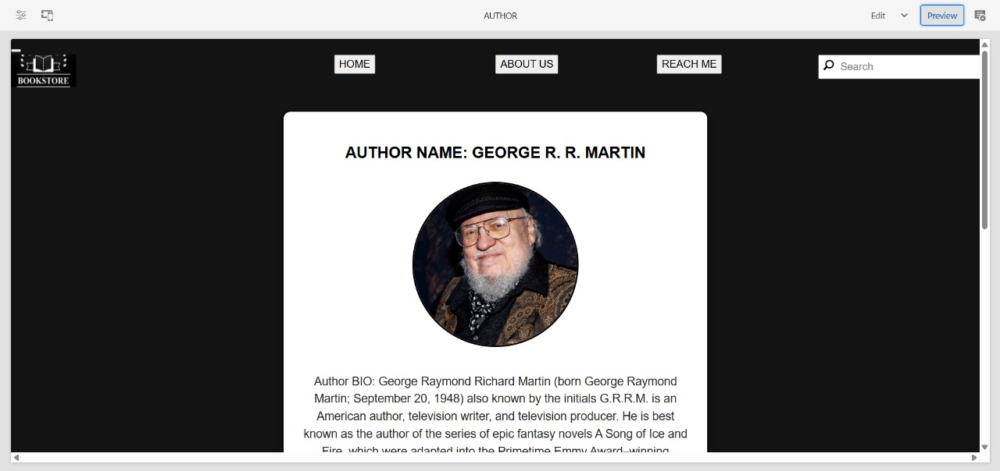 AUTHOR
Edit
Preview
BOOKSTORE
HOME
ABOUT US
REACH ME
Search
AUTHOR NAME: GEORGE R. R. MARTIN
Author BIO: George Raymond Richard Martin (born George Raymond
Martin; September 20, 1948) also known by the initials G.R.R.M. is an
American author, television writer, and television producer. He is best
known as the author of the series of epic fantasy novels A Song of Ice and
Fire, which were adapted into the Primetime Emmy Award–winning